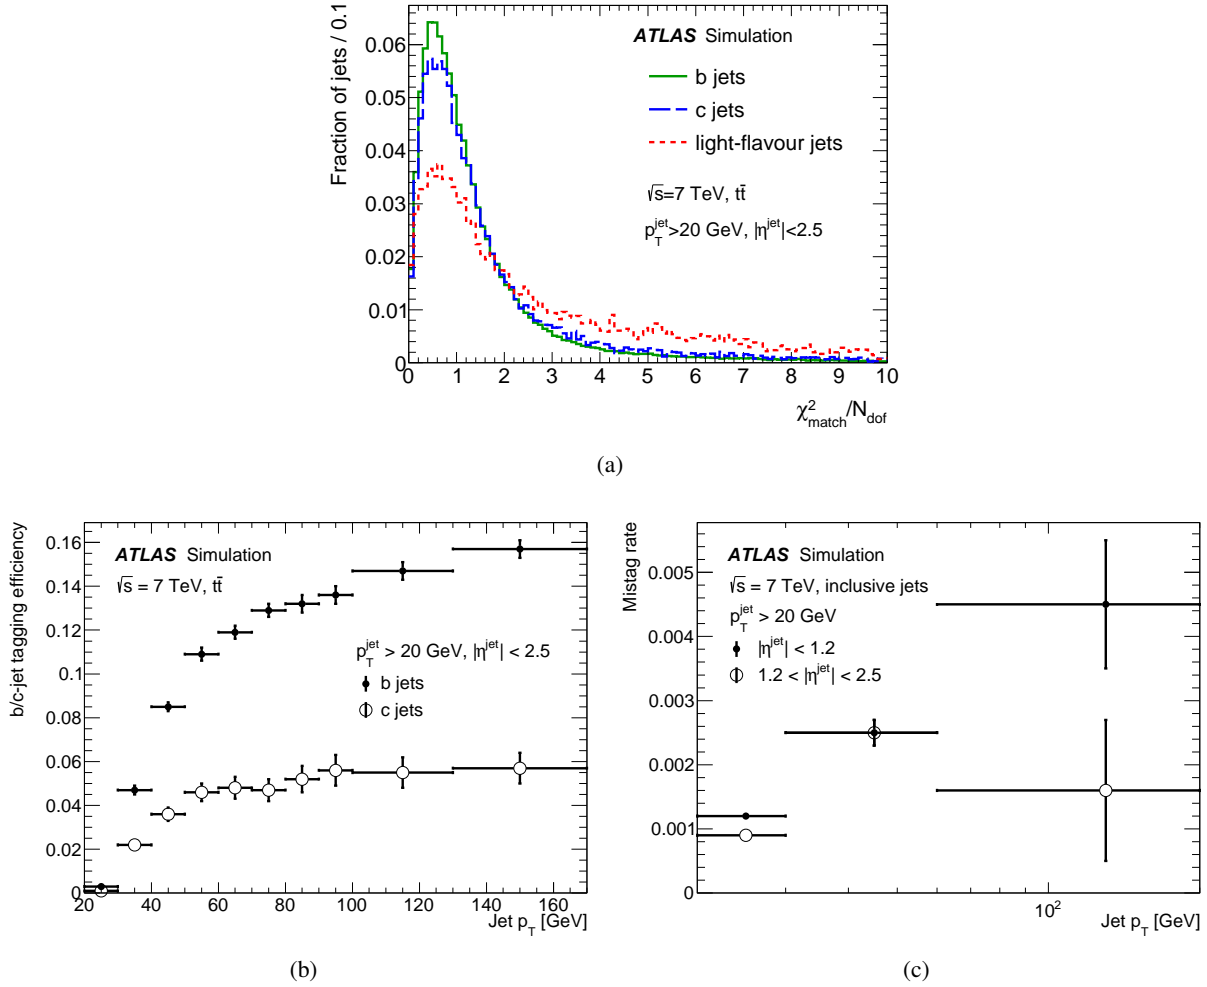 Fraction of jets / 0.1
ATLAS Simulation
b jets
c jets
light-flavour jets
√s=7 TeV, tt̄
p_T^jet>20 GeV, |η^jet|<2.5
0.06
0.05
0.04
0.03
0.02
0.01
0
0 1 2 3 4 5 6 7 8 9 10
χ²_match/N_dof
(a)
b/c-jet tagging efficiency
ATLAS Simulation
√s = 7 TeV, tt̄
p_T^jet > 20 GeV, |η^jet| < 2.5
b jets
c jets
0.16
0.14
0.12
0.1
0.08
0.06
0.04
0.02
0
20 40 60 80 100 120 140 160
Jet p_T [GeV]
(b)
Mistag rate
ATLAS Simulation
√s = 7 TeV, inclusive jets
p_T^jet > 20 GeV
|η^jet| < 1.2
1.2 < |η^jet| < 2.5
0.005
0.004
0.003
0.002
0.001
0
10²
Jet p_T [GeV]
(c)